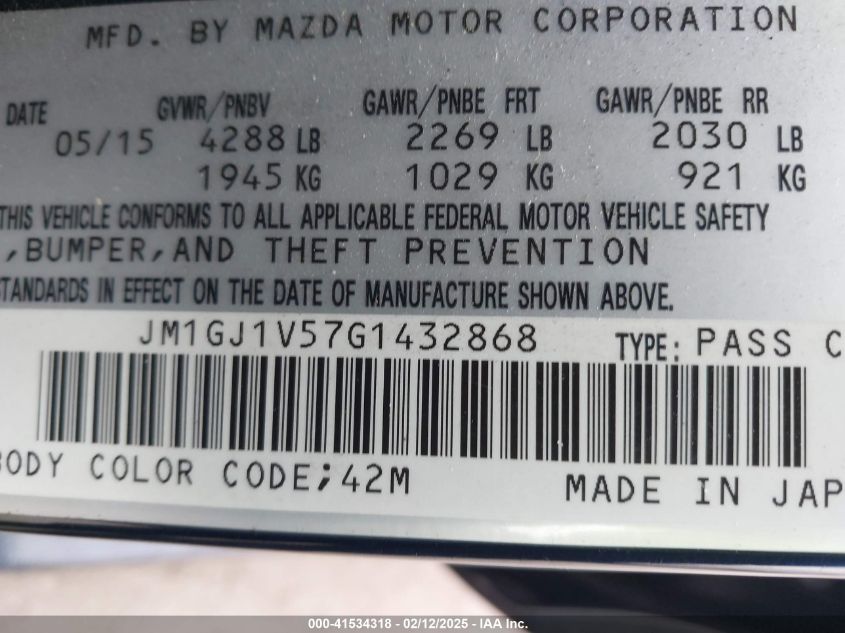 MFD. BY MAZDA MOTOR CORPORATION
DATE GVWR/PNBV GAWR/PNBE FRT GAWR/PNBE RR
05/15 4288 LB 2269 LB 2030 LB
1945 KG 1029 KG 921 KG
THIS VEHICLE CONFORMS TO ALL APPLICABLE FEDERAL MOTOR VEHICLE SAFETY
,BUMPER,AND THEFT PREVENTION
STANDARDS IN EFFECT ON THE DATE OF MANUFACTURE SHOWN ABOVE.
JM1GJ1V57G1432868 TYPE: PASS C
BODY COLOR CODE;42M MADE IN JAP
000-41534318 - 02/12/2025 - IAA Inc.